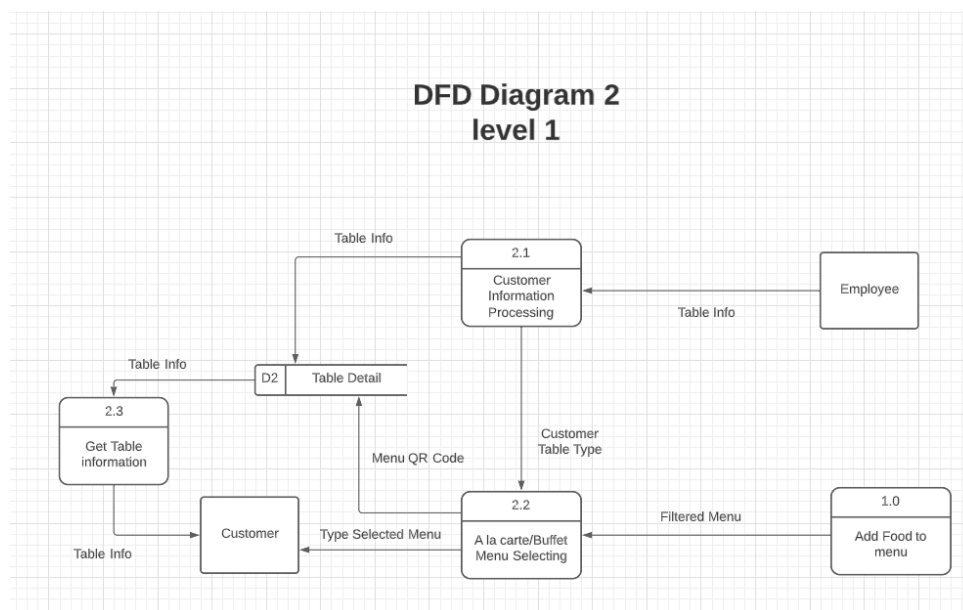 DFD Diagram 2
level 1
Table Info
2.1
Customer
Information
Processing
Employee
Table Info
Table Info
D2
Table Detail
2.3
Get Table
information
Customer
Table Type
Menu QR Code
2.2
A la carte/Buffet
Menu Selecting
1.0
Add Food to
menu
Filtered Menu
Customer
Type Selected Menu
Table Info